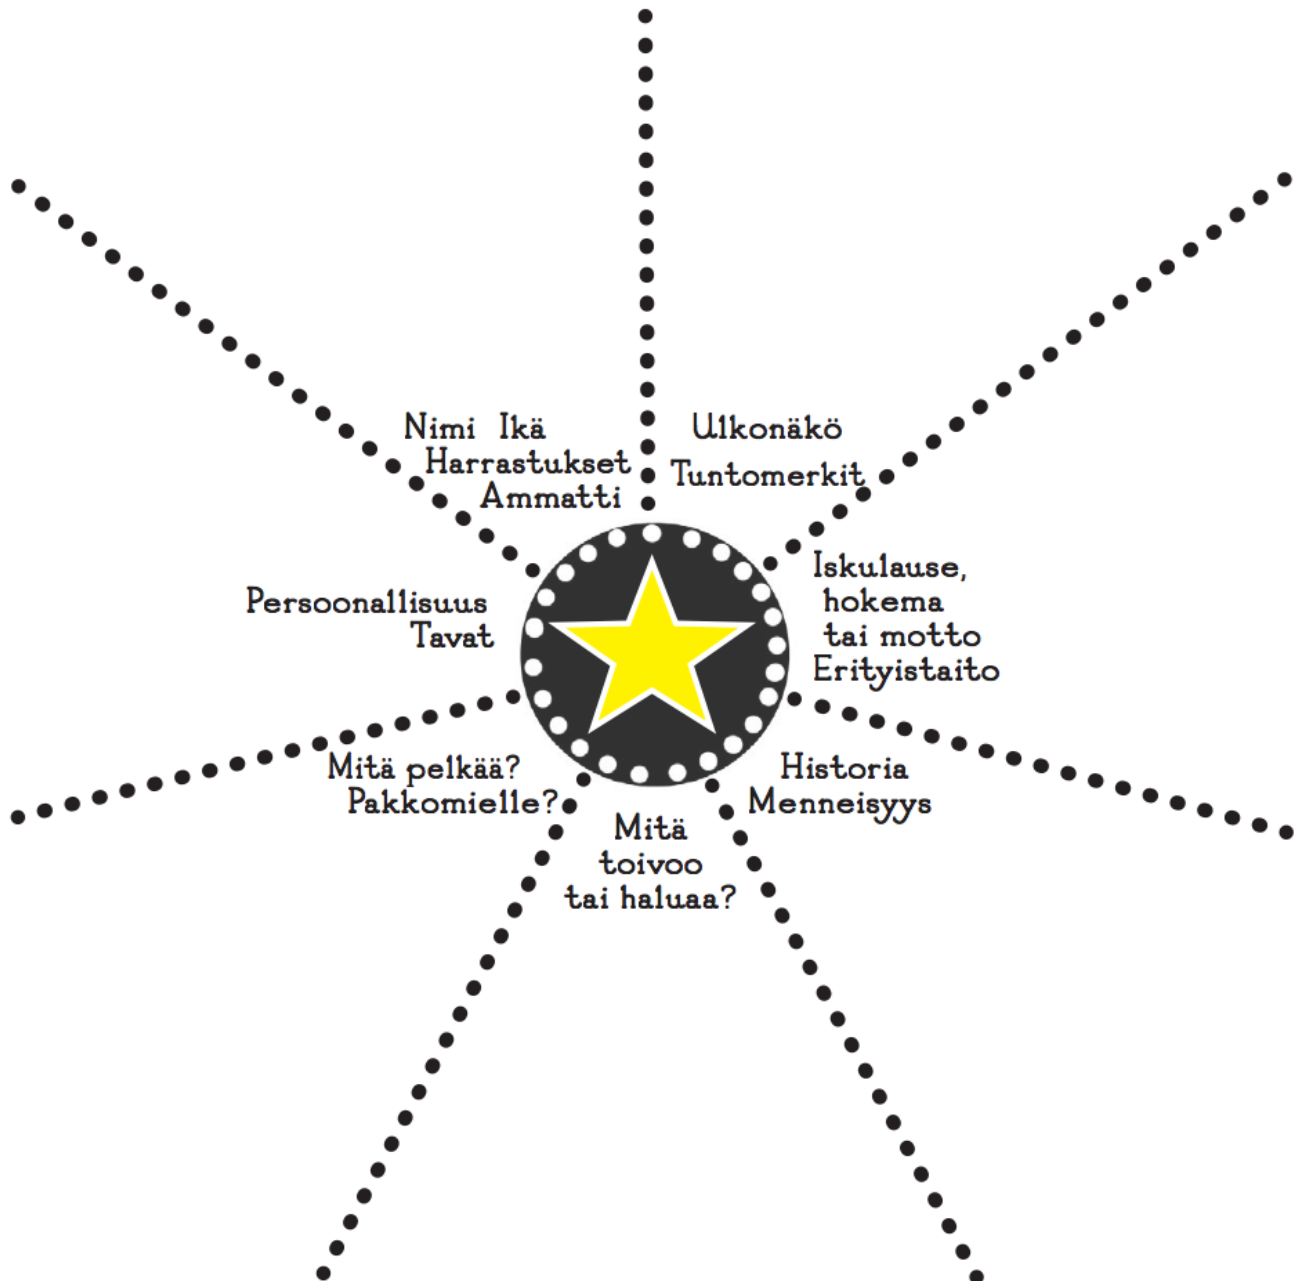 Nimi Ikä
Harrastukset
Ammatti
Ulkonäkö
Tuntomerkit
Iskulause,
hokema
tai motto
Erityistaito
Historia
Menneisyys
Mitä
toivoo
tai haluaa?
Mitä pelkää?
Pakkomielle?
Persoonallisuus
Tavat